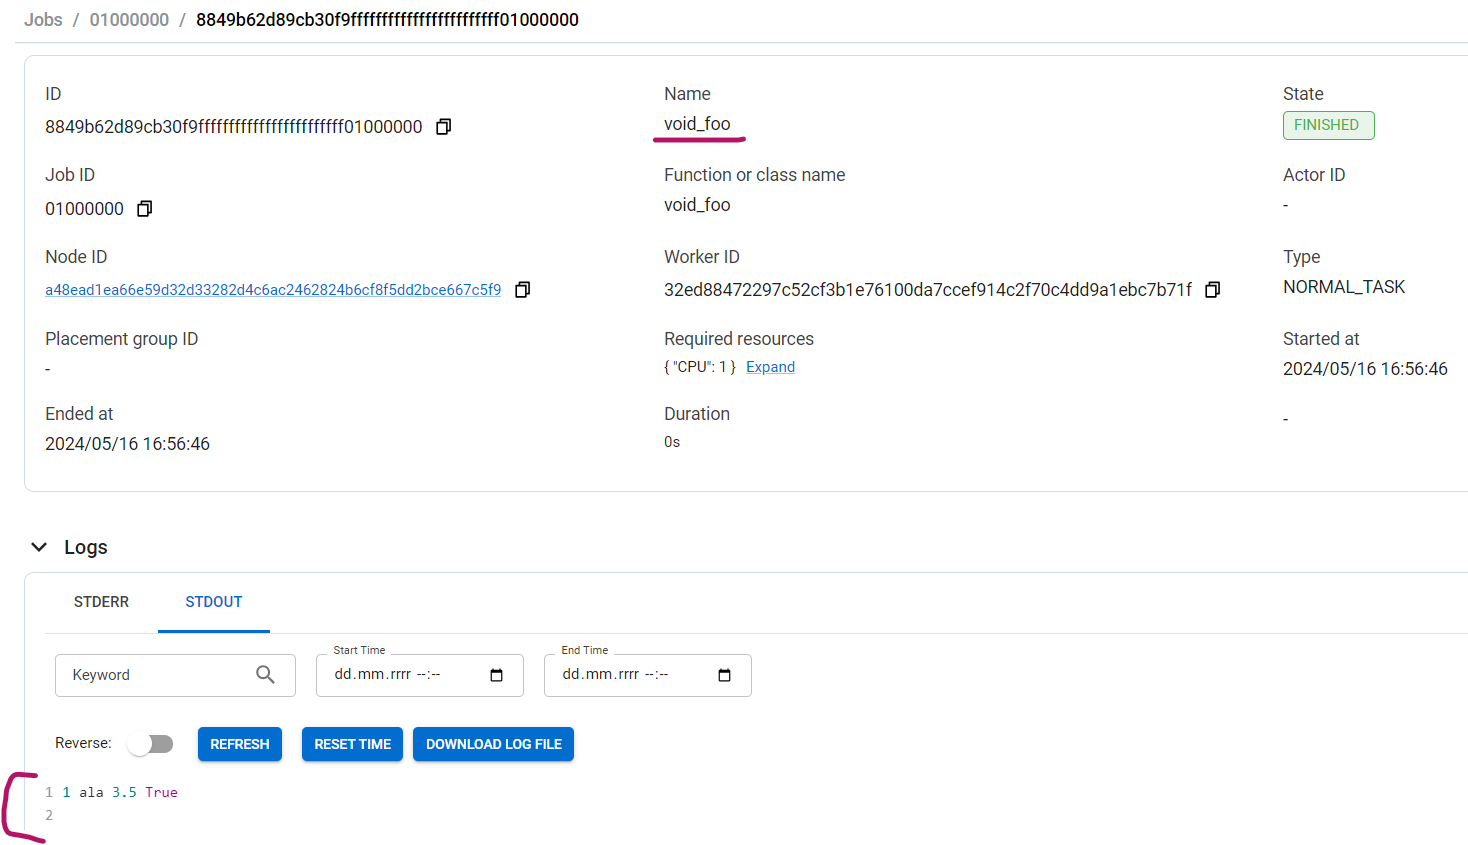 Jobs / 01000000 / 8849b62d89cb30f9ffffffffffffffffffffffff01000000
ID
8849b62d89cb30f9ffffffffffffffffffffffff01000000
Name
void_foo
State
FINISHED
Job ID
01000000
Function or class name
void_foo
Actor ID
-
Node ID
a48ead1ea66e59d32d33282d4c6ac2462824b6cf8f5dd2bce667c5f9
Worker ID
32ed88472297c52cf3b1e76100da7ccef914c2f70c4dd9a1ebc7b71f
Type
NORMAL_TASK
Placement group ID
-
Required resources
{ "CPU": 1 } Expand
Started at
2024/05/16 16:56:46
Ended at
2024/05/16 16:56:46
Duration
0s
-
Logs
STDERR STDOUT
Keyword
Start Time
dd.mm.rrrr --:--
End Time
dd.mm.rrrr --:--
Reverse: REFRESH RESET TIME DOWNLOAD LOG FILE
1 1 ala 3.5 True
2